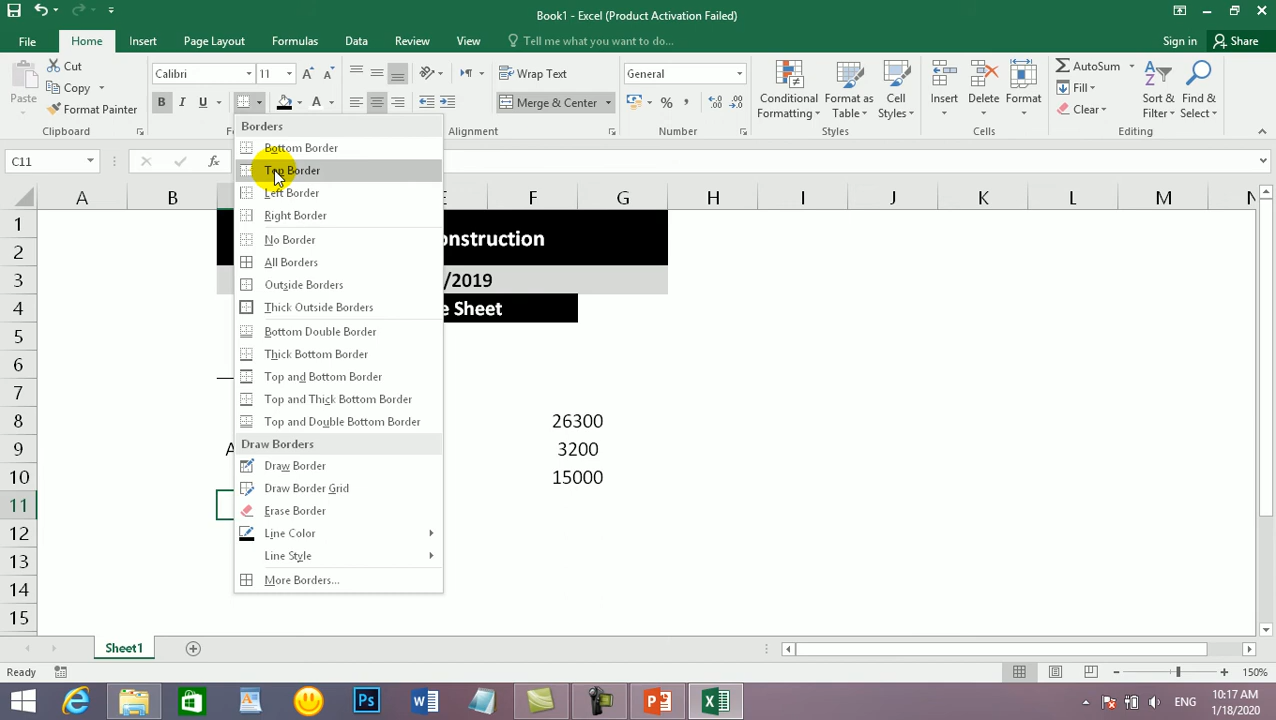 Book1 - Excel (Product Activation Failed)
File Home Insert Page Layout Formulas Data Review View Tell me what you want to do... Sign in Share
Cut
Copy
Format Painter
Paste
Clipboard
Calibri 11
B I U A
Wrap Text
Merge & Center
Alignment
General
%
Number
Conditional Formatting
Format as Table
Cell Styles
Styles
Insert
Delete
Format
Cells
AutoSum
Fill
Clear
Sort & Filter
Find & Select
Editing
C11
fx
Borders
Bottom Border
Top Border
Left Border
Right Border
No Border
All Borders
Outside Borders
Thick Outside Borders
Bottom Double Border
Thick Bottom Border
Top and Bottom Border
Top and Thick Bottom Border
Top and Double Bottom Border
Draw Borders
Draw Border
Draw Border Grid
Erase Border
Line Color
Line Style
More Borders...
A B E F G H I J K L M N
1
2 onstruction
3 /2019
4 e Sheet
5
6
7
8 26300
9 A 3200
10 15000
11
12
13
14
15
Sheet1
Ready
150%
Ps
ENG
10:17 AM
1/18/2020